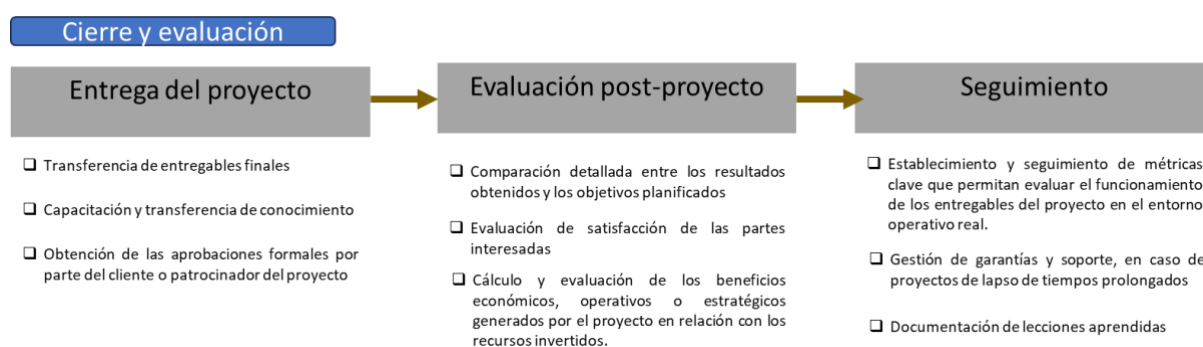 Cierre y evaluación
Entrega del proyecto
❑ Transferencia de entregables finales
❑ Capacitación y transferencia de conocimiento
❑ Obtención de las aprobaciones formales por
parte del cliente o patrocinador del proyecto
Evaluación post-proyecto
❑ Comparación detallada entre los resultados
obtenidos y los objetivos planificados
❑ Evaluación de satisfacción de las partes
interesadas
❑ Cálculo y evaluación de los beneficios
económicos, operativos o estratégicos
generados por el proyecto en relación con los
recursos invertidos.
Seguimiento
❑ Establecimiento y seguimiento de métricas
clave que permitan evaluar el funcionamiento
de los entregables del proyecto en el entorno
operativo real.
❑ Gestión de garantías y soporte, en caso de
proyectos de lapso de tiempos prolongados
❑ Documentación de lecciones aprendidas